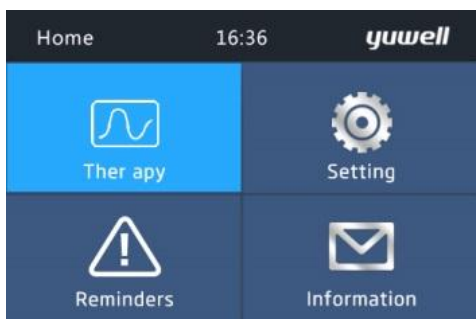 Home 16:36 yuwell
Ther apy Setting
Reminders Information